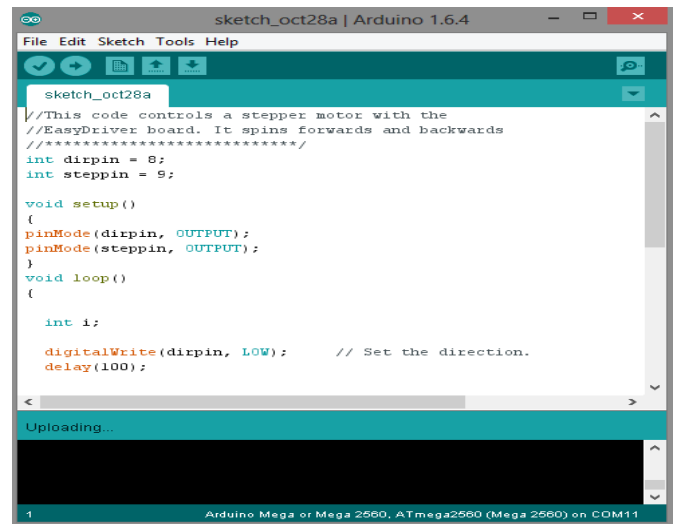 sketch_oct28a | Arduino 1.6.4
File Edit Sketch Tools Help
sketch_oct28a
//This code controls a stepper motor with the
//EasyDriver board. It spins forwards and backwards
//***************************/
int dirpin = 8;
int steppin = 9;
void setup()
{
pinMode(dirpin, OUTPUT);
pinMode(steppin, OUTPUT);
}
void loop()
{
int i;
digitalWrite(dirpin, LOW);     // Set the direction.
delay(100);
Uploading...
1 Arduino Mega or Mega 2560, ATmega2560 (Mega 2560) on COM11